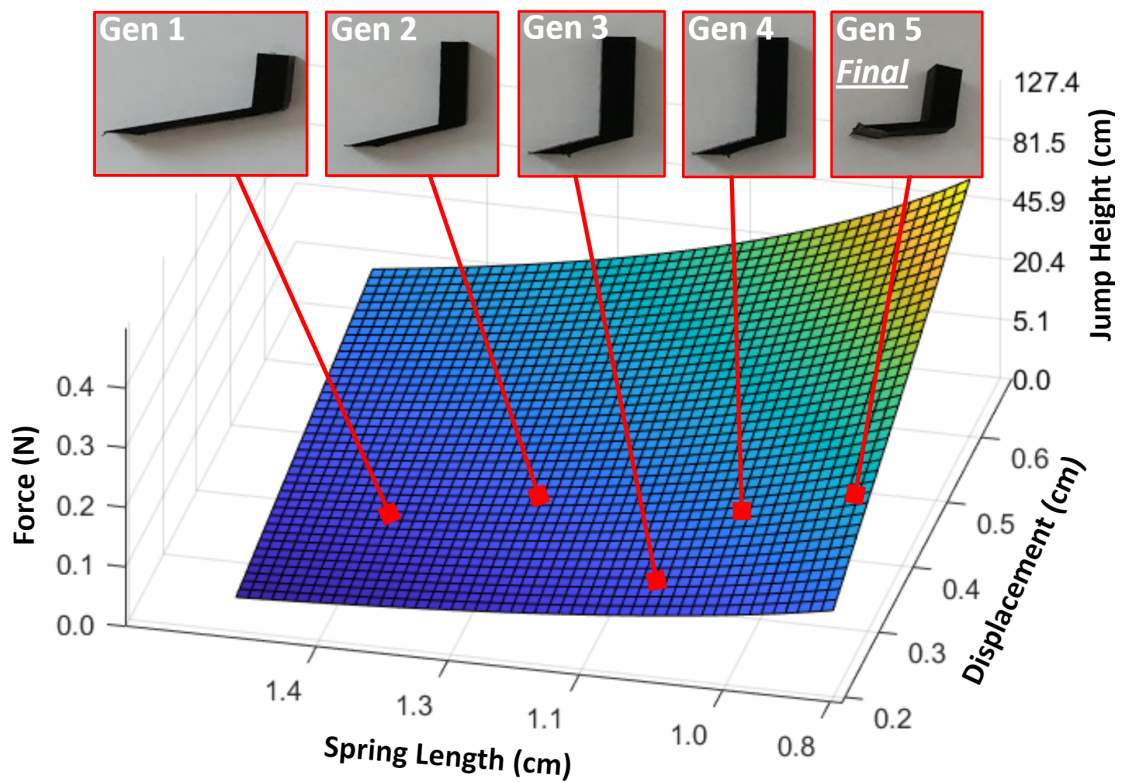 Gen 1
Gen 2
Gen 3
Gen 4
Gen 5
Final
127.4
81.5
45.9
20.4
5.1
0.0
Jump Height (cm)
0.4
0.3
0.2
0.1
0.0
Force (N)
0.6
0.5
0.4
0.3
0.2
Displacement (cm)
1.4
1.3
1.1
1.0
0.8
Spring Length (cm)